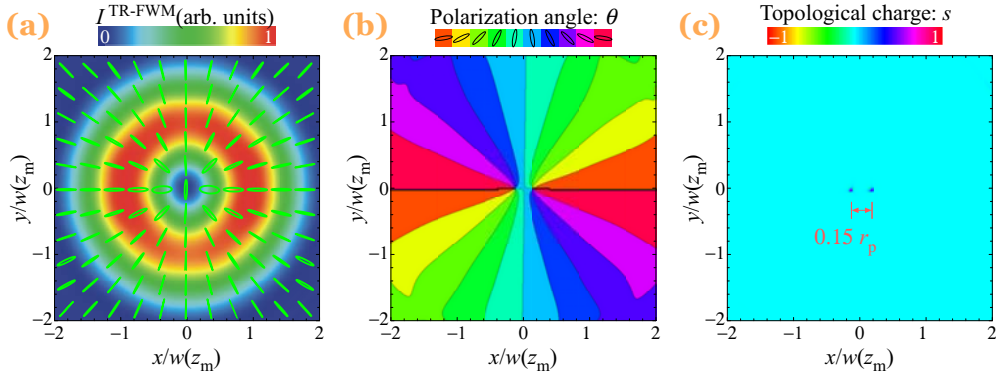 (a)
I^TR-FWM (arb. units)
0 1
2
1
0
−1
−2
y/w(z_m)
−2 −1 0 1 2
x/w(z_m)
(b)
Polarization angle: θ
2
1
0
−1
−2
y/w(z_m)
−2 −1 0 1 2
x/w(z_m)
(c)
Topological charge: s
−1 1
2
1
0
−1
−2
y/w(z_m)
0.15 r_p
−2 −1 0 1 2
x/w(z_m)